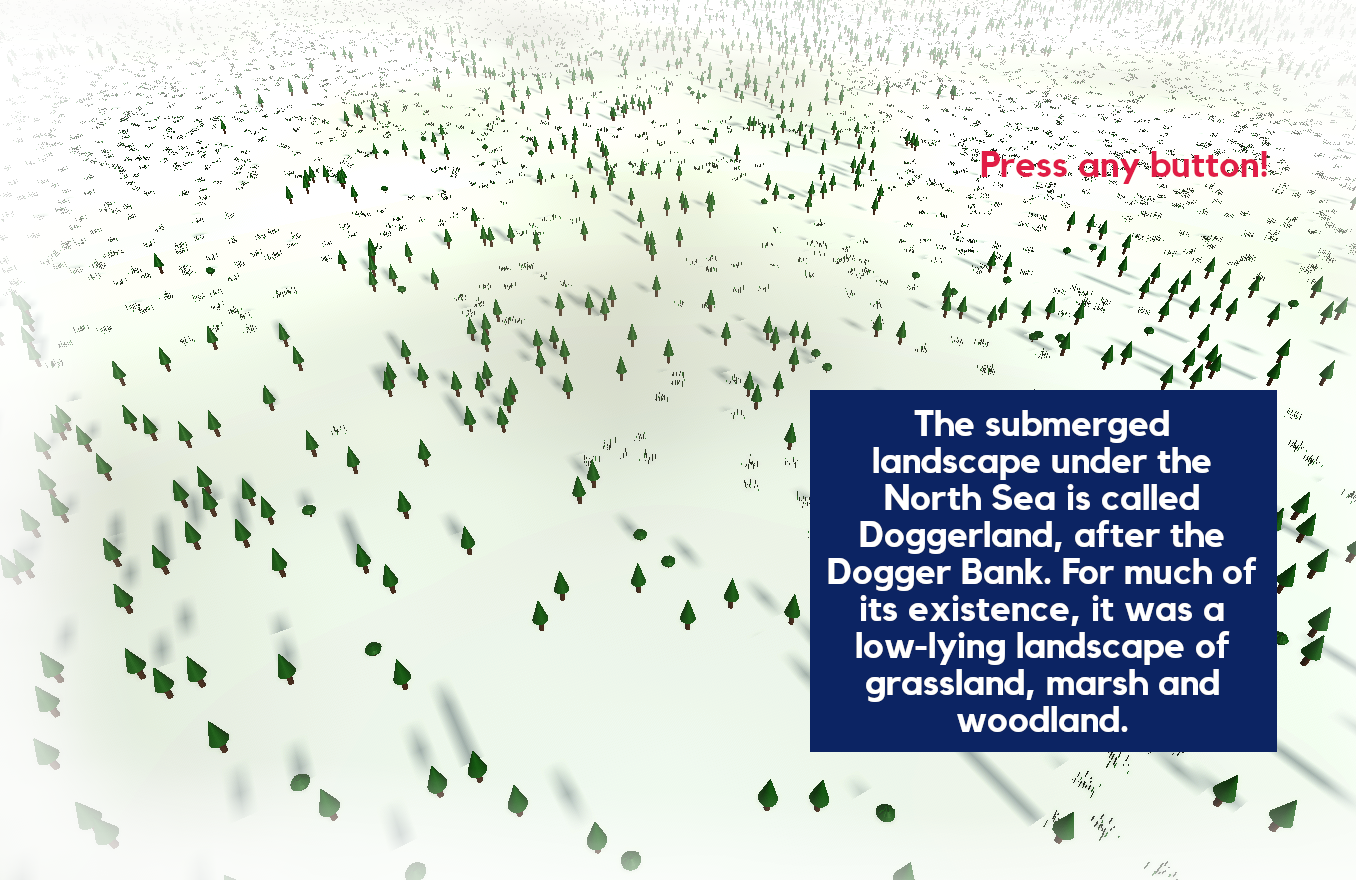 Press any button!
The submerged
landscape under the
North Sea is called
Doggerland, after the
Dogger Bank. For much of
its existence, it was a
low-lying landscape of
grassland, marsh and
woodland.